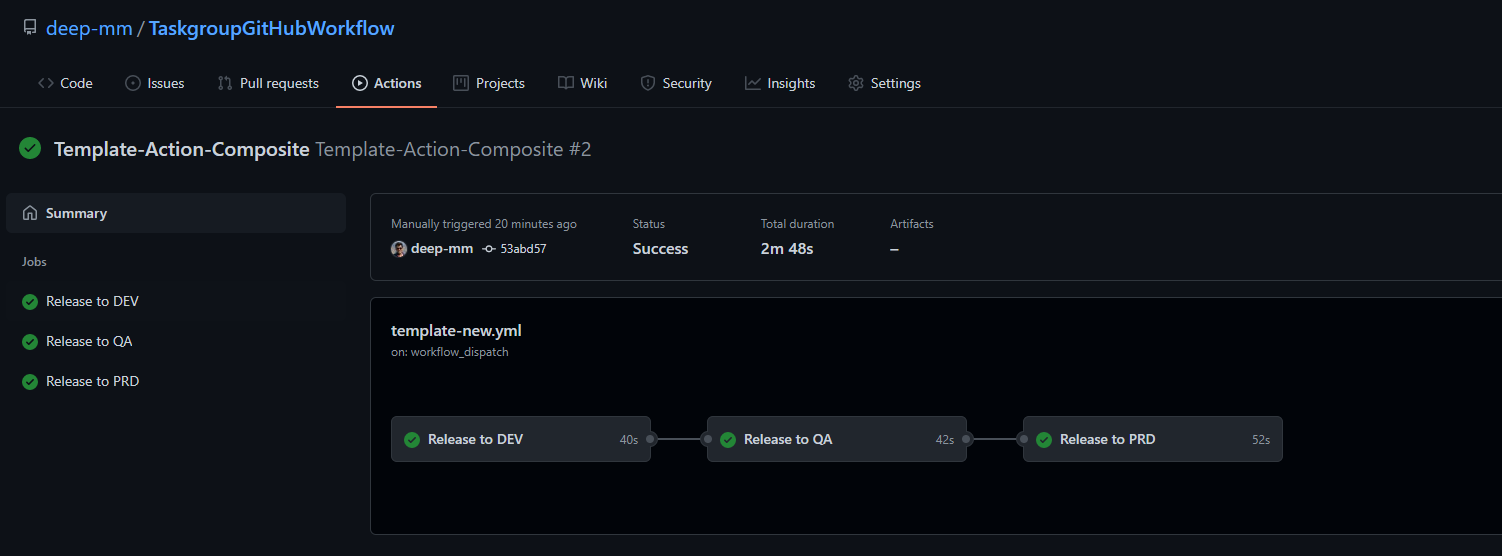 deep-mm / TaskgroupGitHubWorkflow
Code Issues Pull requests Actions Projects Wiki Security Insights Settings
Template-Action-Composite Template-Action-Composite #2
Summary
Jobs
Release to DEV
Release to QA
Release to PRD
Manually triggered 20 minutes ago Status Total duration Artifacts
deep-mm 53abd57 Success 2m 48s –
template-new.yml
on: workflow_dispatch
Release to DEV 40s Release to QA 42s Release to PRD 52s